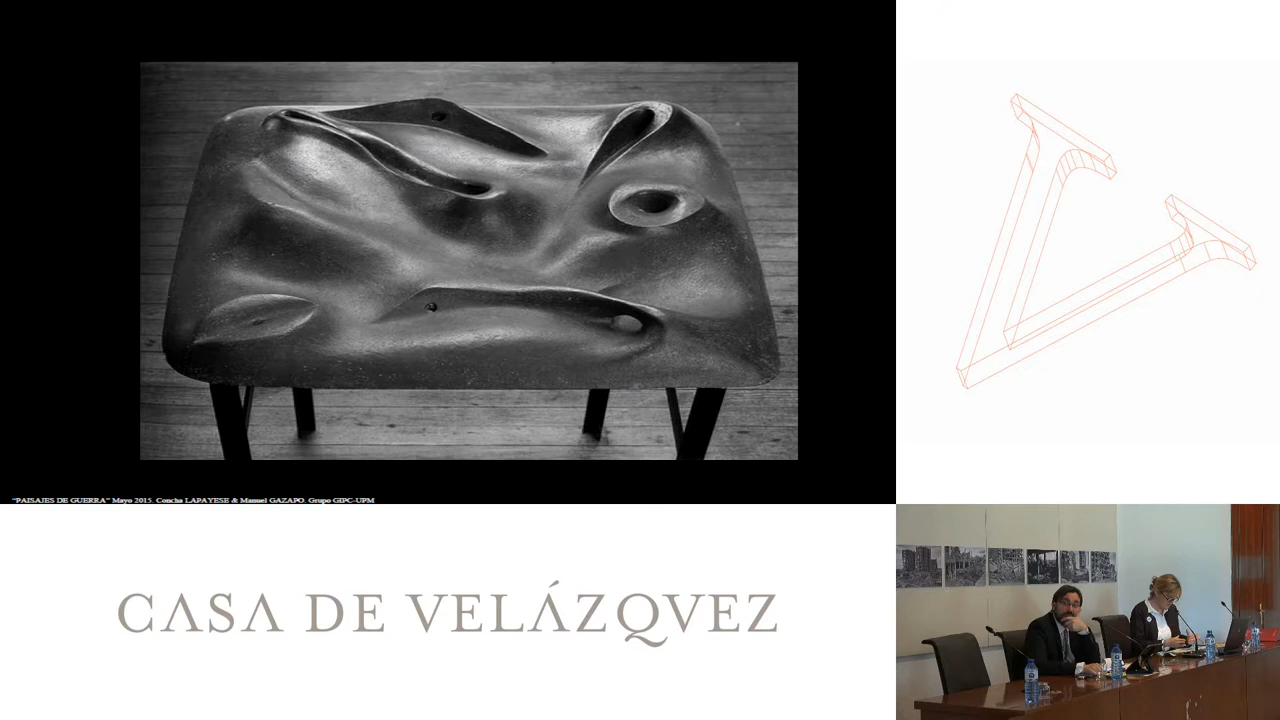 "PAISAJES DE GUERRA" Mayo 2015. Concha LAPAYESE & Manuel GAZAPO. Grupo GIPC-UPM
CASA DE VELÁZQVEZ